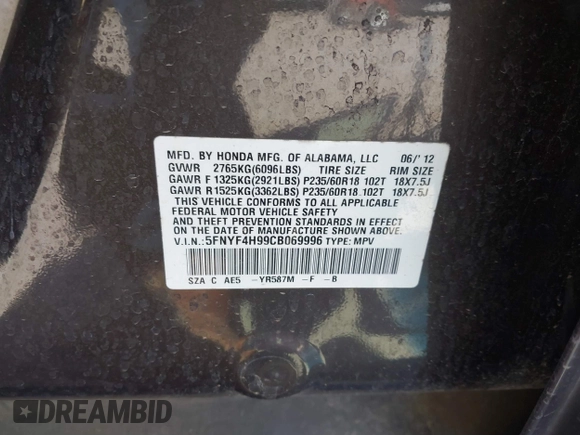 MFD. BY HONDA MFG. OF ALABAMA, LLC 06/'12
GVWR 2765KG(6096LBS) TIRE SIZE RIM SIZE
GAWR F 1325KG(2921LBS) P235/60R18 102T 18X7.5J
GAWR R1525KG(3362LBS) P235/60R18 102T 18X7.5J
THIS VEHICLE CONFORMS TO ALL APPLICABLE
FEDERAL MOTOR VEHICLE SAFETY
AND THEFT PREVENTION STANDARDS IN EFFECT
ON THE DATE OF MANUFACTURE SHOWN ABOVE.
V.I.N.: 5FNYF4H99CB069996 TYPE: MPV
SZA C AE5 -YR587M -F -B
DREAMBID